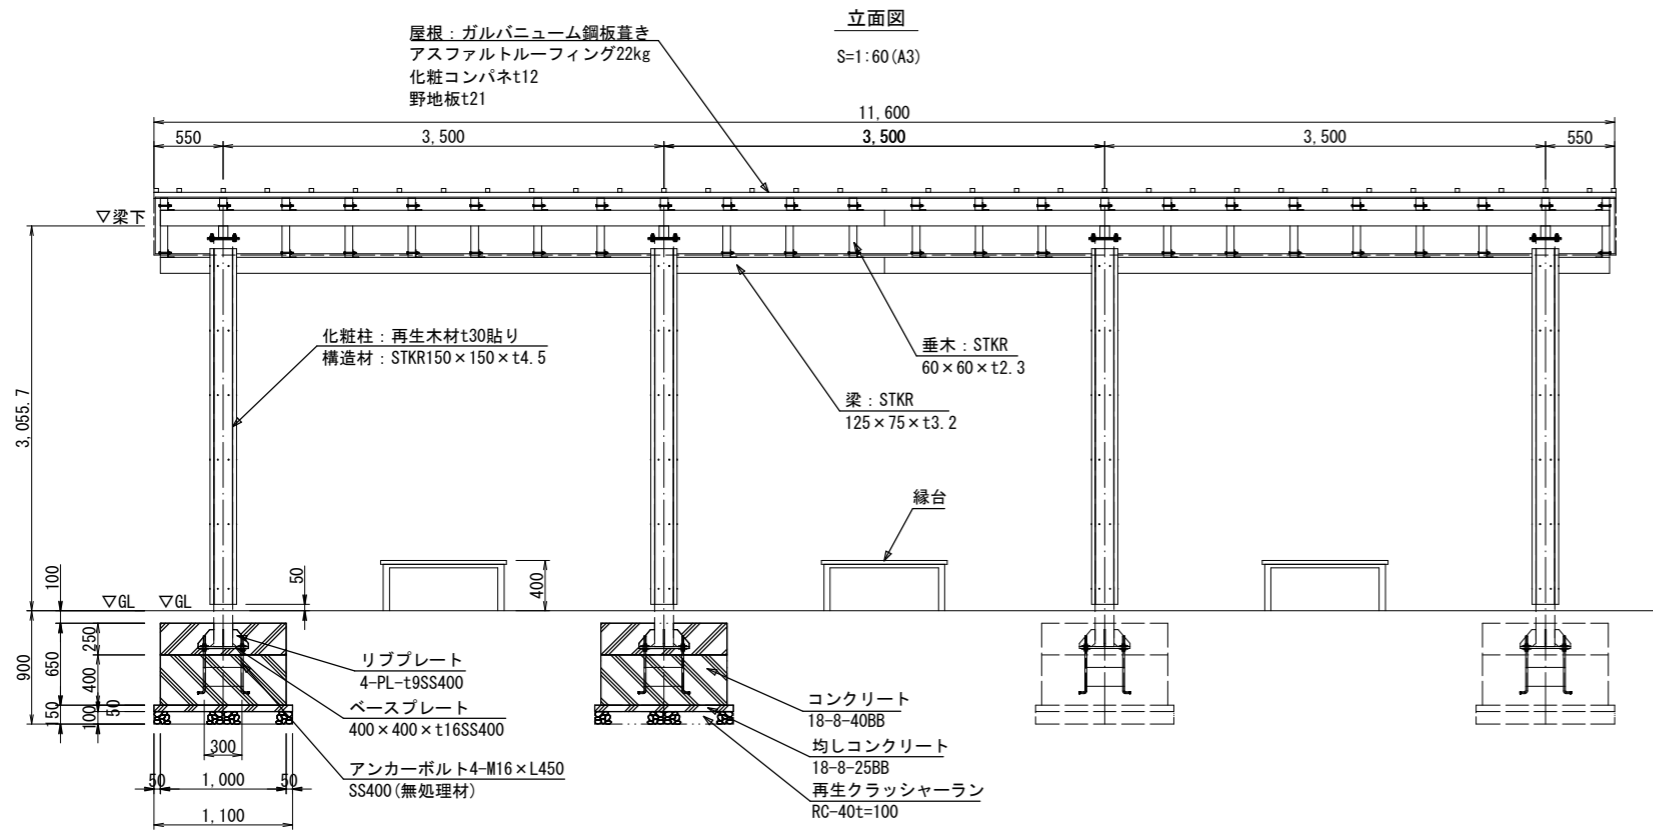 立面図
S=1:60(A3)
屋根：ガルバニューム鋼板葺き
アスファルトルーフィング22kg
化粧コンパネt12
野地板t21
11,600
550
3,500
3,500
3,500
550
▽梁下
化粧柱：再生木材t30貼り
構造材：STKR150×150×t4.5
垂木：STKR
60×60×t2.3
梁：STKR
125×75×t3.2
3,055.7
縁台
400
50
100
▽GL
▽GL
900
650
150
250
400
100
50
リブプレート
4-PL-t9SS400
ベースプレート
400×400×t16SS400
アンカーボルト4-M16×L450
SS400(無処理材)
コンクリート
18-8-40BB
均しコンクリート
18-8-25BB
再生クラッシャーラン
RC-40t=100
300
50
1,000
50
1,100